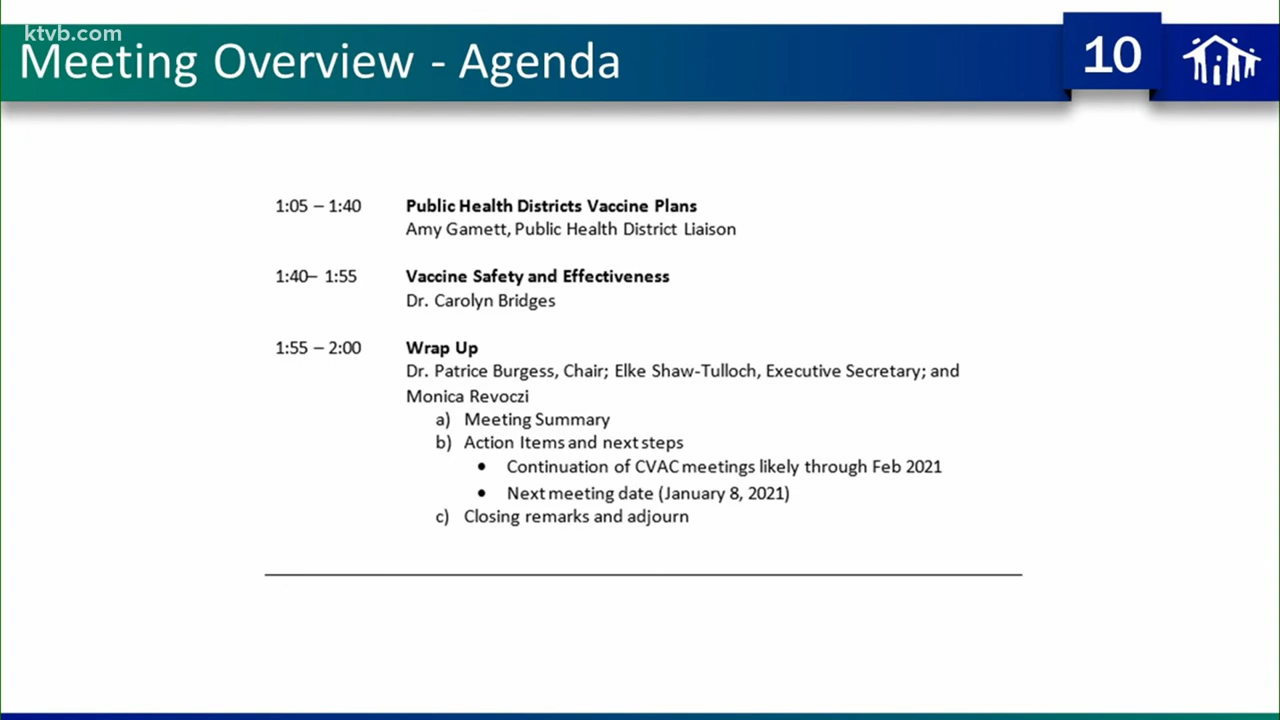 ktvb.com
Meeting Overview - Agenda
10
1:05 – 1:40 Public Health Districts Vaccine Plans
Amy Gamett, Public Health District Liaison
1:40– 1:55 Vaccine Safety and Effectiveness
Dr. Carolyn Bridges
1:55 – 2:00 Wrap Up
Dr. Patrice Burgess, Chair; Elke Shaw-Tulloch, Executive Secretary; and
Monica Revoczi
a) Meeting Summary
b) Action Items and next steps
• Continuation of CVAC meetings likely through Feb 2021
• Next meeting date (January 8, 2021)
c) Closing remarks and adjourn